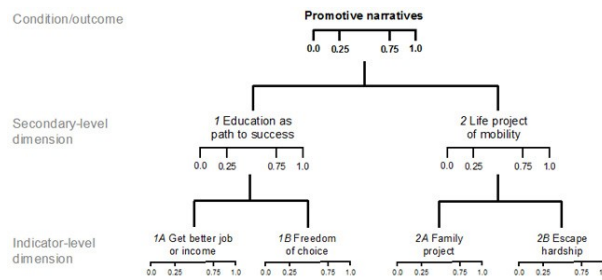 Condition/outcome
Promotive narratives
0.0 0.25 0.75 1.0
Secondary-level
dimension
1 Education as
path to success
0.0 0.25 0.75 1.0
2 Life project
of mobility
0.0 0.25 0.75 1.0
Indicator-level
dimension
1A Get better job
or income
0.0 0.25 0.75 1.0
1B Freedom
of choice
0.0 0.25 0.75 1.0
2A Family
project
0.0 0.25 0.75 1.0
2B Escape
hardship
0.0 0.25 0.75 1.0